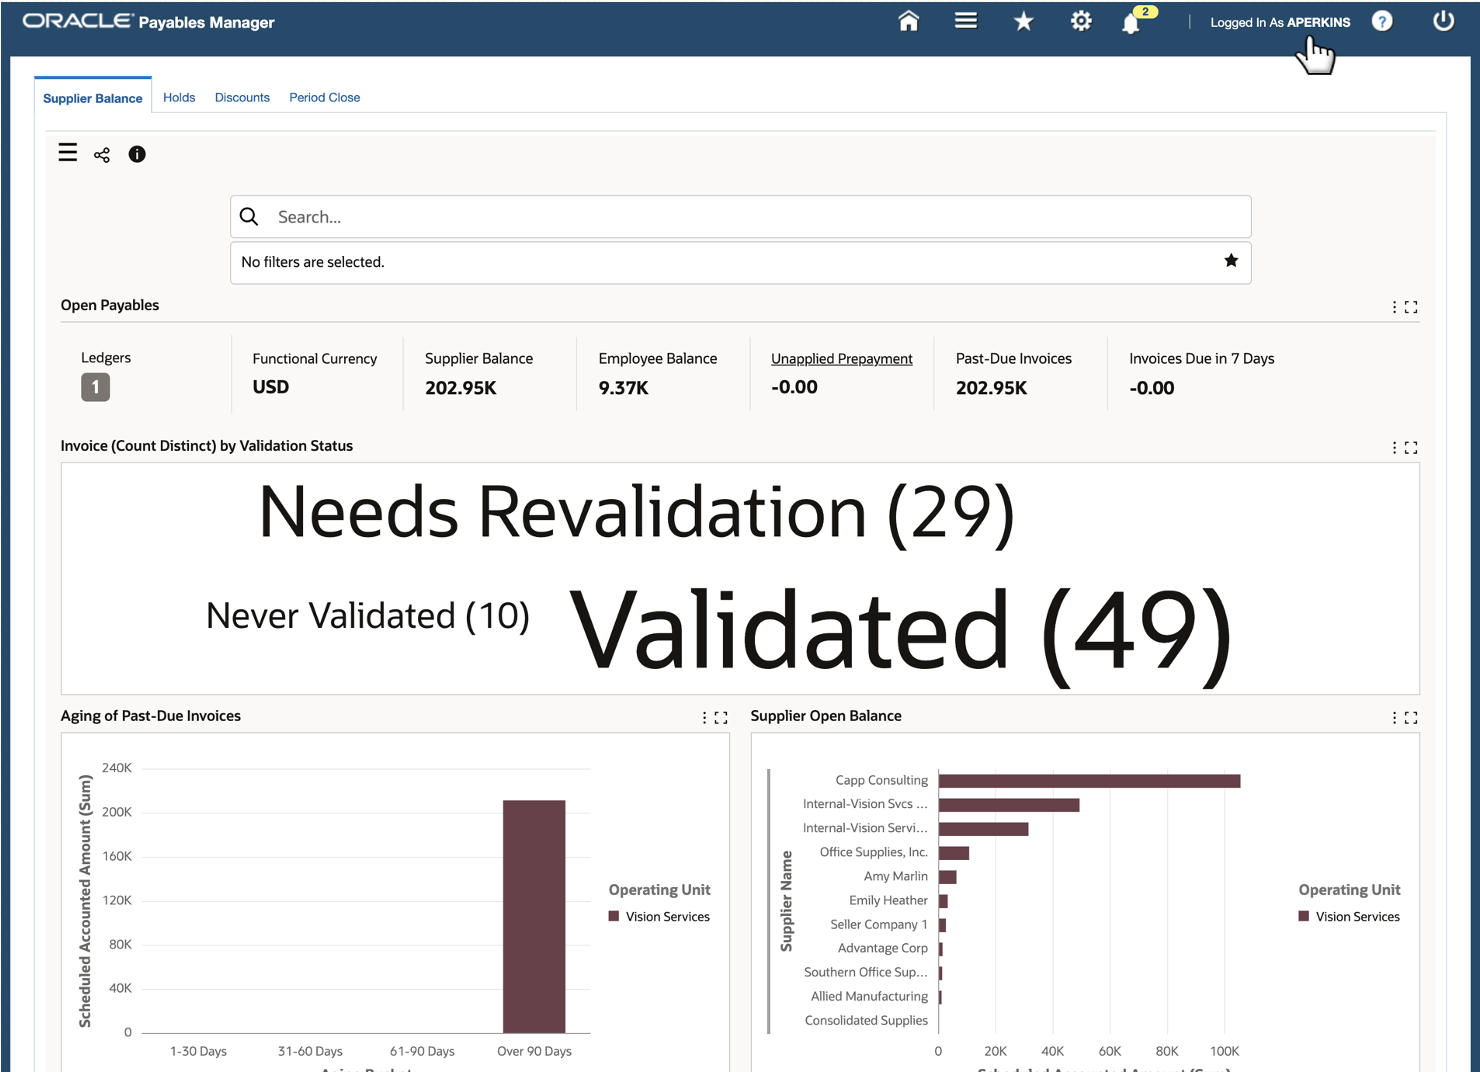 ORACLE® Payables Manager
2
Logged In As APERKINS
?
Supplier Balance
Holds
Discounts
Period Close
i
Search...
No filters are selected.
Open Payables
Ledgers
1
Functional Currency
USD
Supplier Balance
202.95K
Employee Balance
9.37K
Unapplied Prepayment
-0.00
Past-Due Invoices
202.95K
Invoices Due in 7 Days
-0.00
Invoice (Count Distinct) by Validation Status
Needs Revalidation (29)
Never Validated (10)
Validated (49)
Aging of Past-Due Invoices
Scheduled Accounted Amount (Sum)
240K
200K
160K
120K
80K
40K
0
1-30 Days
31-60 Days
61-90 Days
Over 90 Days
Operating Unit
Vision Services
Supplier Open Balance
Supplier Name
Capp Consulting
Internal-Vision Svcs ...
Internal-Vision Servi...
Office Supplies, Inc.
Amy Marlin
Emily Heather
Seller Company 1
Advantage Corp
Southern Office Sup...
Allied Manufacturing
Consolidated Supplies
0
20K
40K
60K
80K
100K
Operating Unit
Vision Services